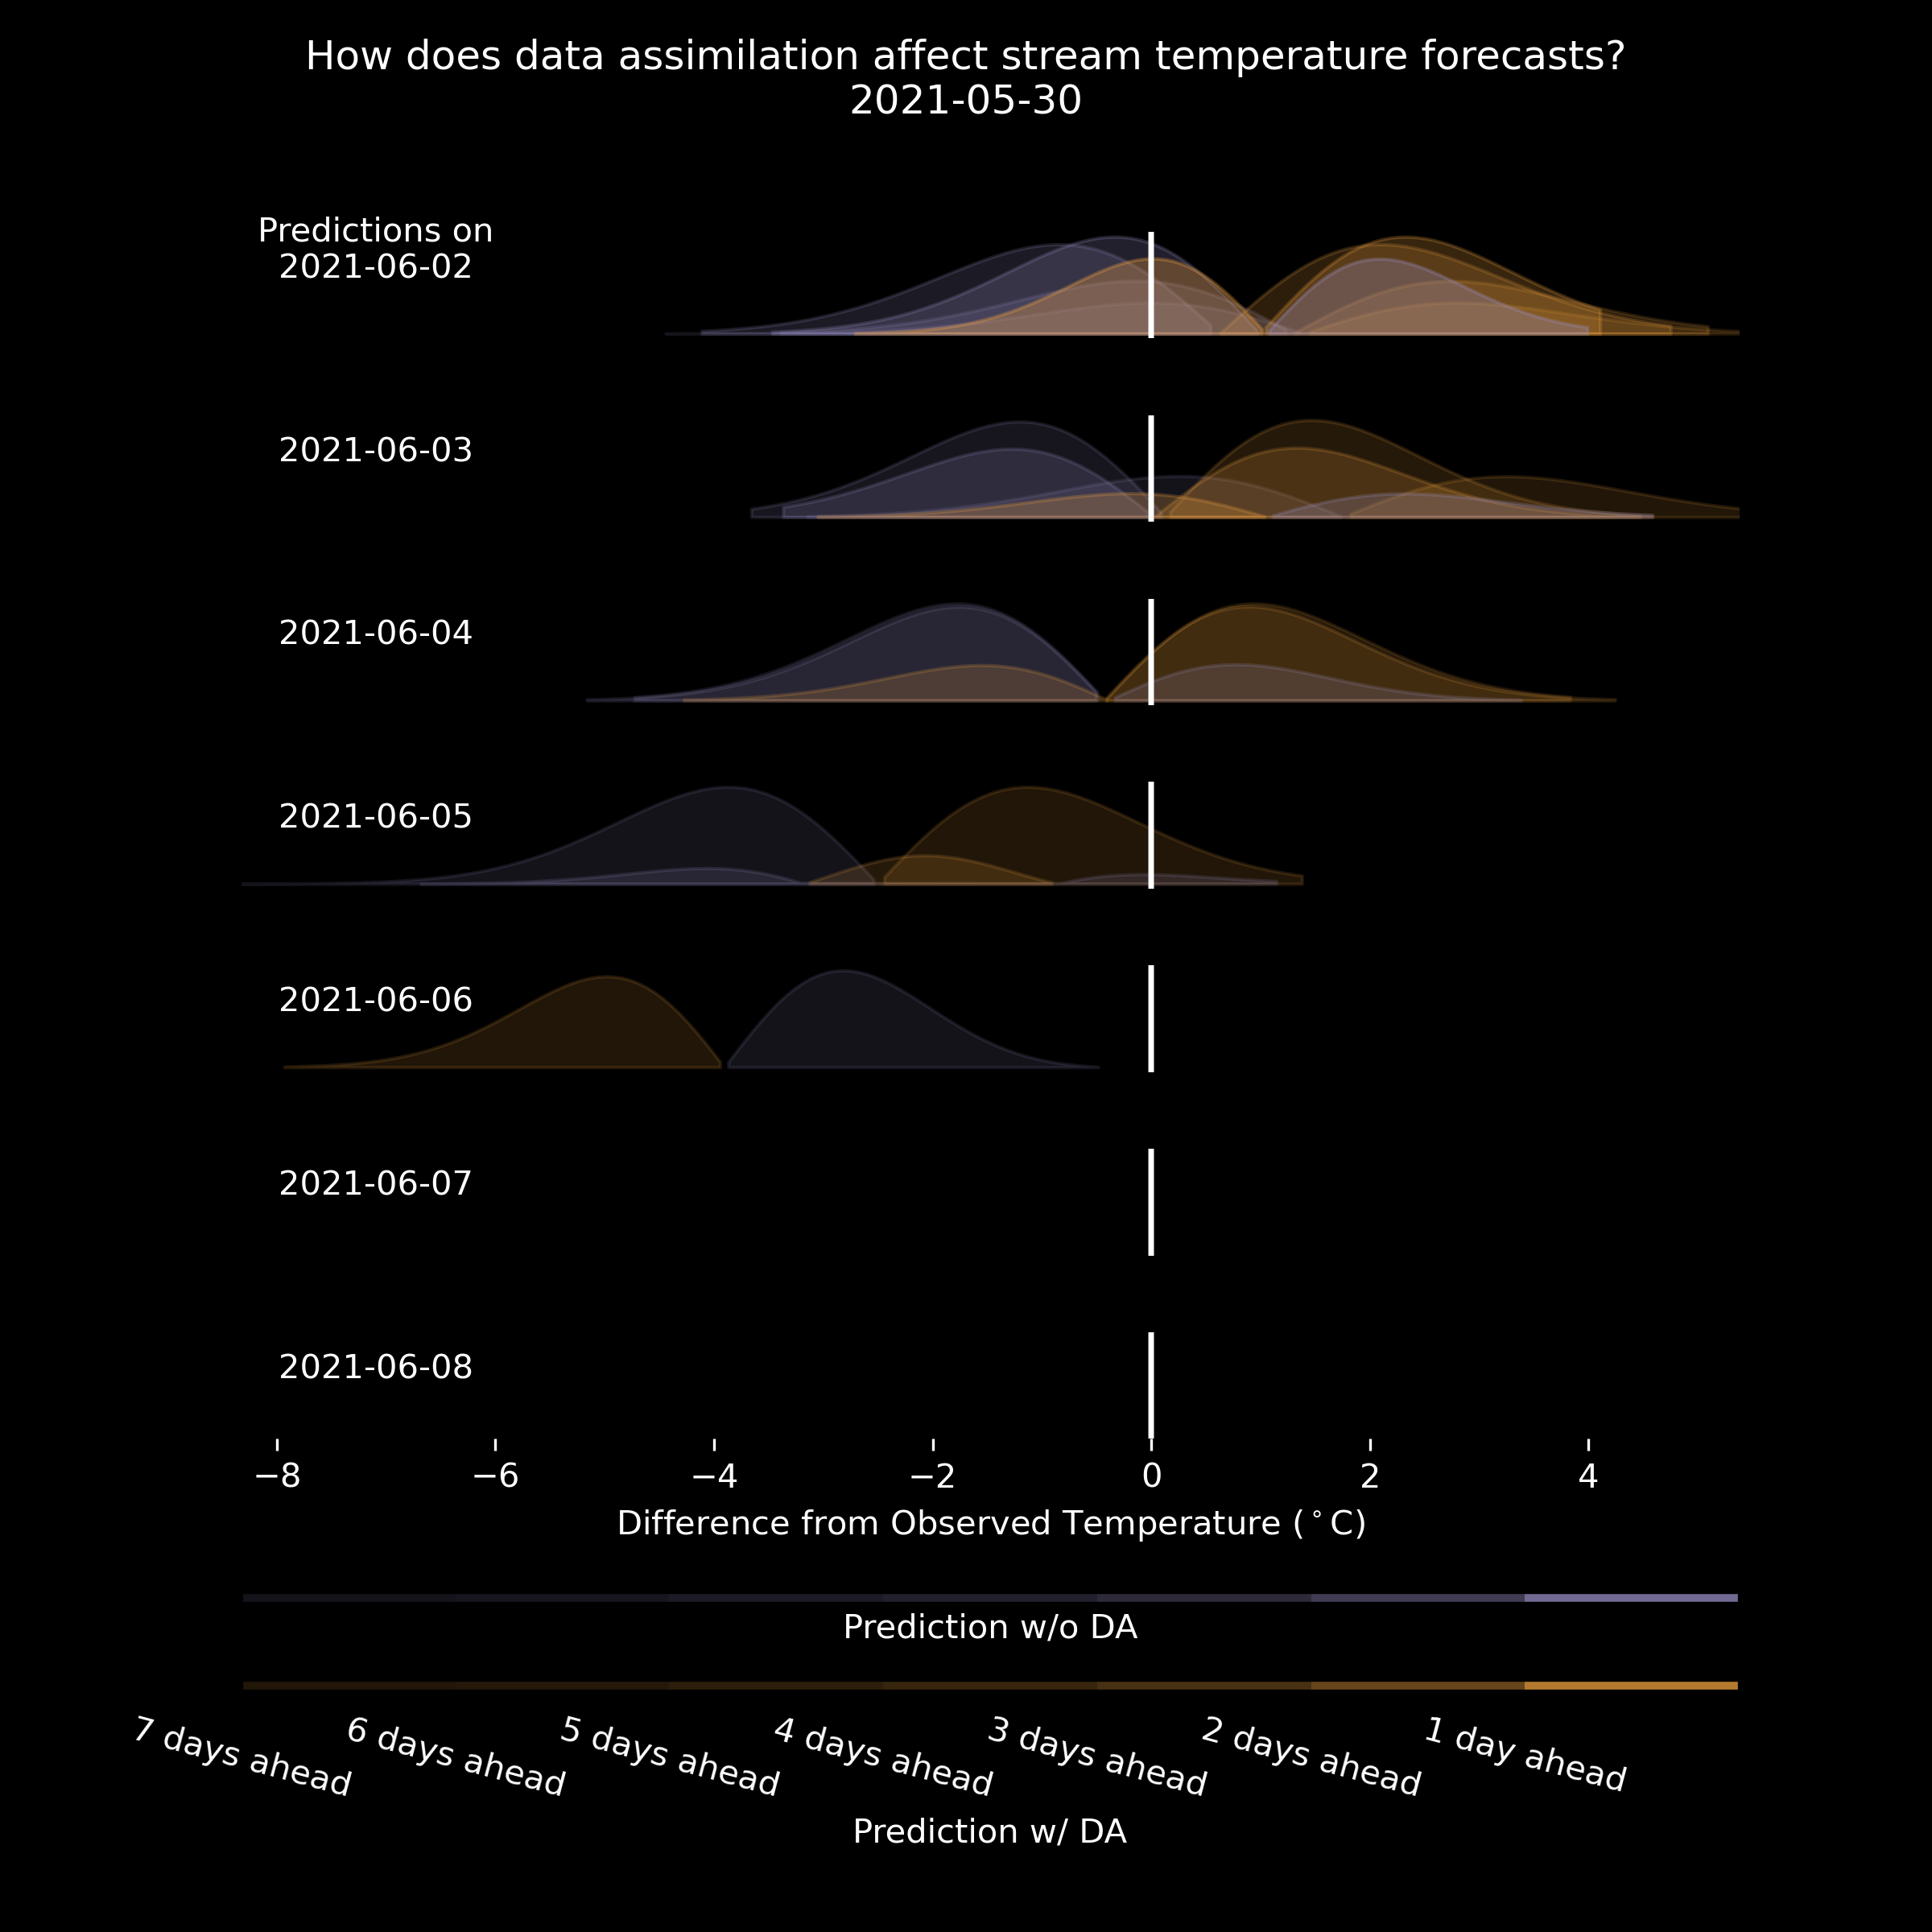 How does data assimilation affect stream temperature forecasts?
2021-05-30
Predictions on
2021-06-02
2021-06-03
2021-06-04
2021-06-05
2021-06-06
2021-06-07
2021-06-08
−8 −6 −4 −2 0 2 4
Difference from Observed Temperature (°C)
Prediction w/o DA
7 days ahead 6 days ahead 5 days ahead 4 days ahead 3 days ahead 2 days ahead 1 day ahead
Prediction w/ DA